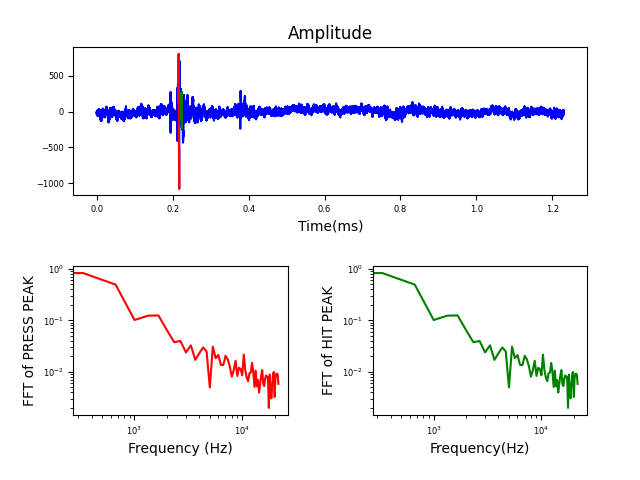 Amplitude
500
0
−500
−1000
0.0 0.2 0.4 0.6 0.8 1.0 1.2
Time(ms)
FFT of PRESS PEAK
10⁰
10⁻¹
10⁻²
10³ 10⁴
Frequency (Hz)
FFT of HIT PEAK
10⁰
10⁻¹
10⁻²
10³ 10⁴
Frequency(Hz)